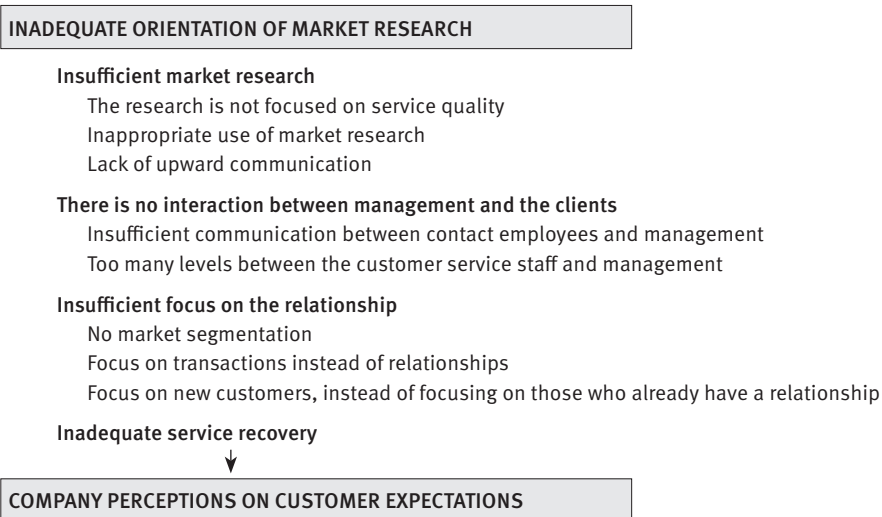 INADEQUATE ORIENTATION OF MARKET RESEARCH
Insufficient market research
The research is not focused on service quality
Inappropriate use of market research
Lack of upward communication
There is no interaction between management and the clients
Insufficient communication between contact employees and management
Too many levels between the customer service staff and management
Insufficient focus on the relationship
No market segmentation
Focus on transactions instead of relationships
Focus on new customers, instead of focusing on those who already have a relationship
Inadequate service recovery
COMPANY PERCEPTIONS ON CUSTOMER EXPECTATIONS